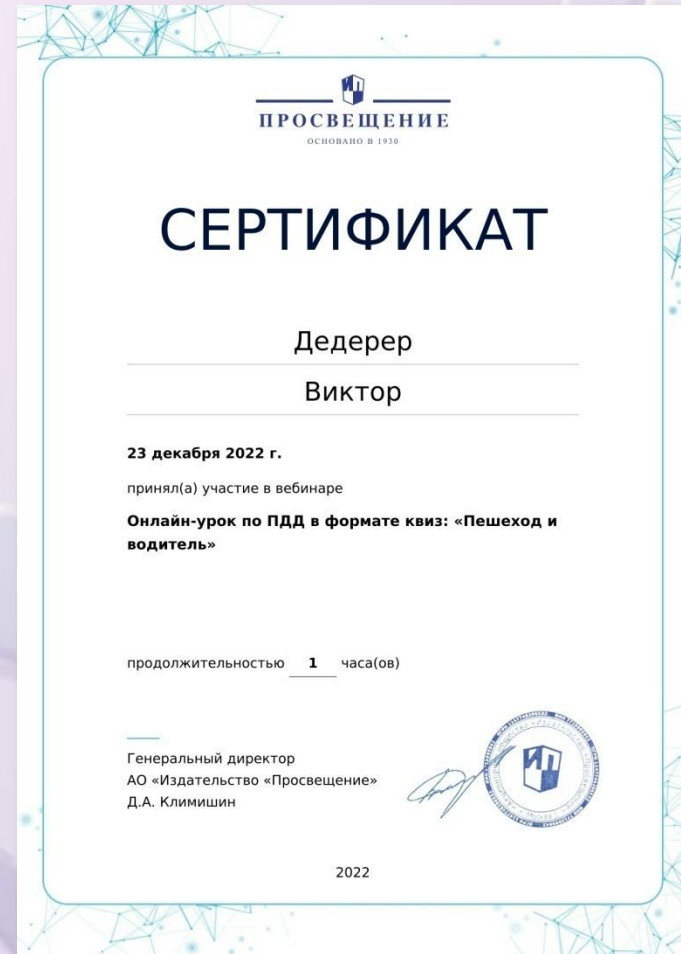 ПРОСВЕЩЕНИЕ
ОСНОВАНО В 1930
СЕРТИФИКАТ
Дедерер
Виктор
23 декабря 2022 г.
принял(а) участие в вебинаре
Онлайн-урок по ПДД в формате квиз: «Пешеход и
водитель»
продолжительностью 1 часа(ов)
Генеральный директор
АО «Издательство «Просвещение»
Д.А. Климишин
2022